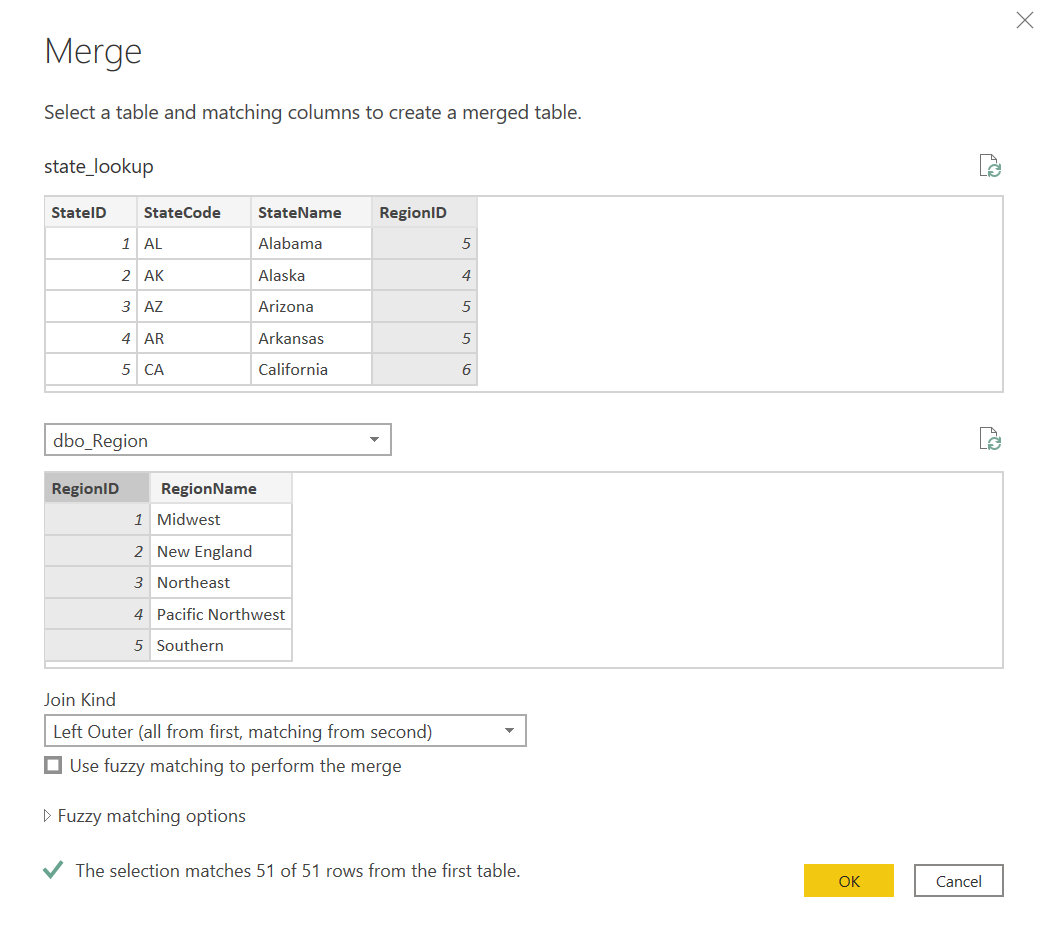 Merge
Select a table and matching columns to create a merged table.
state_lookup
StateID StateCode StateName RegionID
1 AL Alabama 5
2 AK Alaska 4
3 AZ Arizona 5
4 AR Arkansas 5
5 CA California 6
dbo_Region
RegionID RegionName
1 Midwest
2 New England
3 Northeast
4 Pacific Northwest
5 Southern
Join Kind
Left Outer (all from first, matching from second)
Use fuzzy matching to perform the merge
Fuzzy matching options
The selection matches 51 of 51 rows from the first table.
OK Cancel